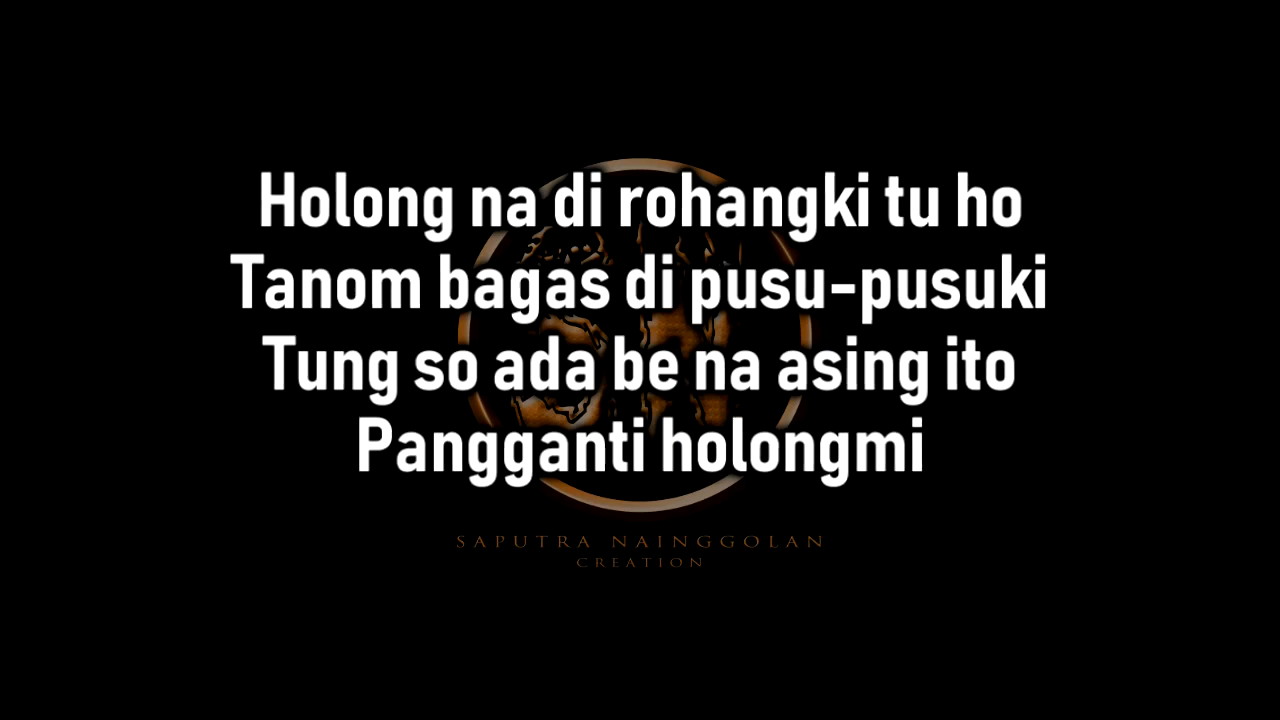 Holong na di rohangki tu ho
Tanom bagas di pusu-pusuki
Tung so ada be na asing ito
Pangganti holongmi
SAPUTRA NAINGGOLAN
CREATION